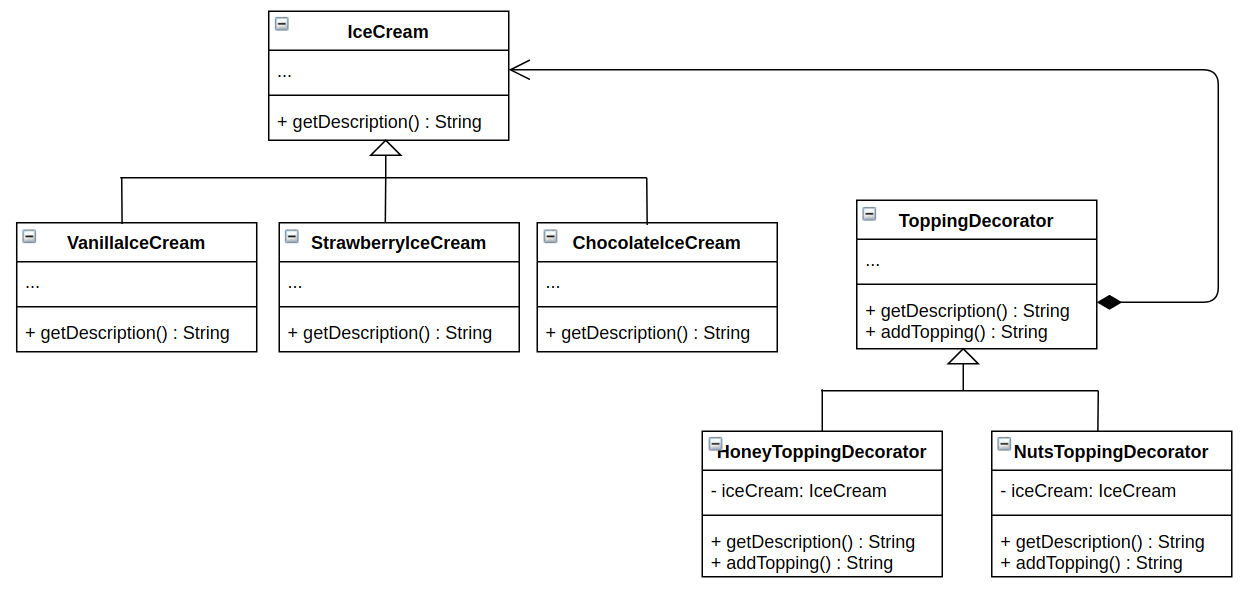 IceCream
...
+ getDescription() : String
VanillaIceCream
...
+ getDescription() : String
StrawberryIceCream
...
+ getDescription() : String
ChocolateIceCream
...
+ getDescription() : String
ToppingDecorator
...
+ getDescription() : String
+ addTopping() : String
HoneyToppingDecorator
- iceCream: IceCream
+ getDescription() : String
+ addTopping() : String
NutsToppingDecorator
- iceCream: IceCream
+ getDescription() : String
+ addTopping() : String